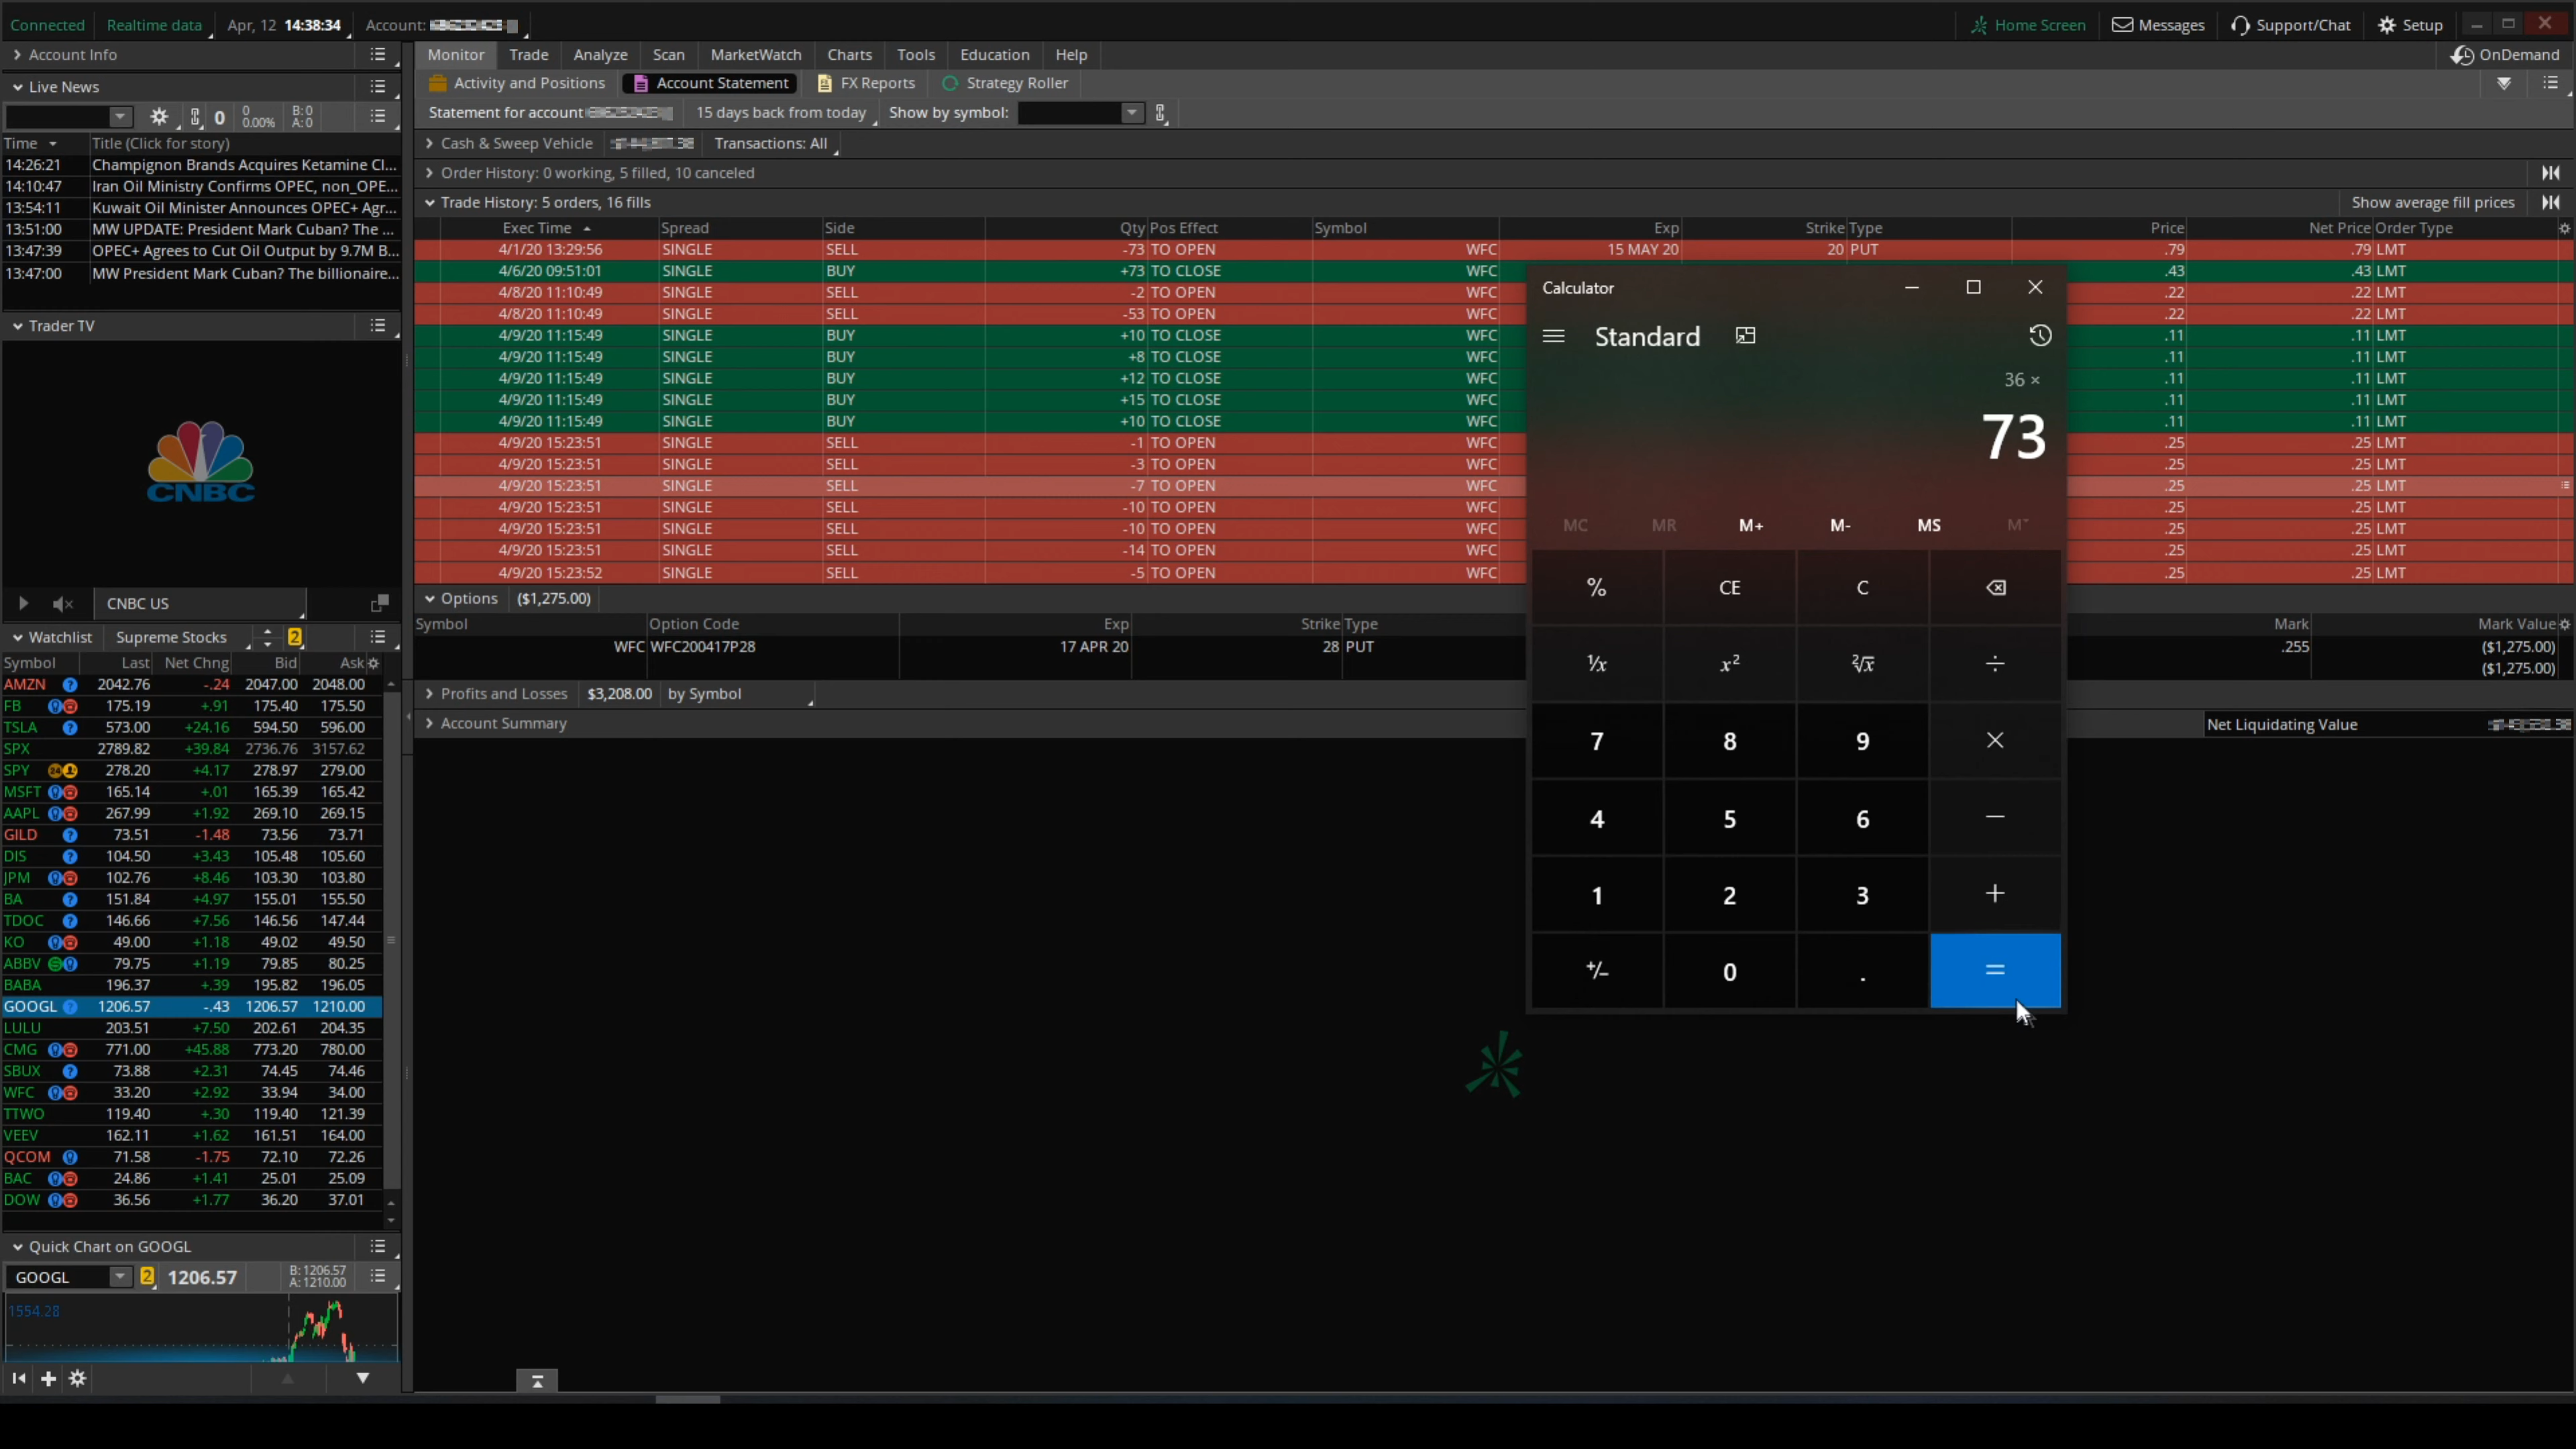 Connected Realtime data Apr, 12 14:38:34 Account: Home Screen Messages Support/Chat Setup
Account Info
Monitor Trade Analyze Scan MarketWatch Charts Tools Education Help OnDemand
Live News
Activity and Positions Account Statement FX Reports Strategy Roller
0 0 0.00% B: 0 A: 0
Statement for account 15 days back from today Show by symbol:
Time Title (Click for story)
14:26:21 Champignon Brands Acquires Ketamine Cl...
14:10:47 Iran Oil Ministry Confirms OPEC, non_OPE...
13:54:11 Kuwait Oil Minister Announces OPEC+ Agr...
13:51:00 MW UPDATE: President Mark Cuban? The ...
13:47:39 OPEC+ Agrees to Cut Oil Output by 9.7M B...
13:47:00 MW President Mark Cuban? The billionaire...
Trader TV
CNBC
CNBC US
Cash & Sweep Vehicle .38 Transactions: All
Order History: 0 working, 5 filled, 10 canceled
Trade History: 5 orders, 16 fills Show average fill prices
Exec Time Spread Side Qty Pos Effect Symbol Exp Strike Type Price Net Price Order Type
4/1/20 13:29:56 SINGLE SELL -73 TO OPEN WFC 15 MAY 20 20 PUT .79 .79 LMT
4/6/20 09:51:01 SINGLE BUY +73 TO CLOSE WFC .43 .43 LMT
4/8/20 11:10:49 SINGLE SELL -2 TO OPEN WFC .22 .22 LMT
4/8/20 11:10:49 SINGLE SELL -53 TO OPEN WFC .22 .22 LMT
4/9/20 11:15:49 SINGLE BUY +10 TO CLOSE WFC .11 .11 LMT
4/9/20 11:15:49 SINGLE BUY +8 TO CLOSE WFC .11 .11 LMT
4/9/20 11:15:49 SINGLE BUY +12 TO CLOSE WFC .11 .11 LMT
4/9/20 11:15:49 SINGLE BUY +15 TO CLOSE WFC .11 .11 LMT
4/9/20 11:15:49 SINGLE BUY +10 TO CLOSE WFC .11 .11 LMT
4/9/20 15:23:51 SINGLE SELL -1 TO OPEN WFC .25 .25 LMT
4/9/20 15:23:51 SINGLE SELL -3 TO OPEN WFC .25 .25 LMT
4/9/20 15:23:51 SINGLE SELL -7 TO OPEN WFC .25 .25 LMT
4/9/20 15:23:51 SINGLE SELL -10 TO OPEN WFC .25 .25 LMT
4/9/20 15:23:51 SINGLE SELL -10 TO OPEN WFC .25 .25 LMT
4/9/20 15:23:51 SINGLE SELL -14 TO OPEN WFC .25 .25 LMT
4/9/20 15:23:52 SINGLE SELL -5 TO OPEN WFC .25 .25 LMT
Options ($1,275.00)
Symbol Option Code Exp Strike Type Mark Mark Value
WFC WFC200417P28 17 APR 20 28 PUT .255 ($1,275.00)
($1,275.00)
Profits and Losses $3,208.00 by Symbol
Account Summary Net Liquidating Value .38
Calculator
Standard
36 ×
73
MC MR M+ M- MS M˅
% CE C
¹/x x² ²√x ÷
7 8 9 ×
4 5 6 −
1 2 3 +
+/− 0 . =
Watchlist Supreme Stocks 2
Symbol Last Net Chng Bid Ask
AMZN 2042.76 -.24 2047.00 2048.00
FB 175.19 +.91 175.40 175.50
TSLA 573.00 +24.16 594.50 596.00
SPX 2789.82 +39.84 2736.76 3157.62
SPY 278.20 +4.17 278.97 279.00
MSFT 165.14 +.01 165.39 165.42
AAPL 267.99 +1.92 269.10 269.15
GILD 73.51 -1.48 73.56 73.71
DIS 104.50 +3.43 105.48 105.60
JPM 102.76 +8.46 103.30 103.80
BA 151.84 +4.97 155.01 155.50
TDOC 146.66 +7.56 146.56 147.44
KO 49.00 +1.18 49.02 49.50
ABBV 79.75 +1.19 79.85 80.25
BABA 196.37 +.39 195.82 196.05
GOOGL 1206.57 -.43 1206.57 1210.00
LULU 203.51 +7.50 202.61 204.35
CMG 771.00 +45.88 773.20 780.00
SBUX 73.88 +2.31 74.45 74.46
WFC 33.20 +2.92 33.94 34.00
TTWO 119.40 +.30 119.40 121.39
VEEV 162.11 +1.62 161.51 164.00
QCOM 71.58 -1.75 72.10 72.26
BAC 24.86 +1.41 25.01 25.09
DOW 36.56 +1.77 36.20 37.01
Quick Chart on GOOGL
GOOGL 2 1206.57 B: 1206.57 A: 1210.00
1554.28